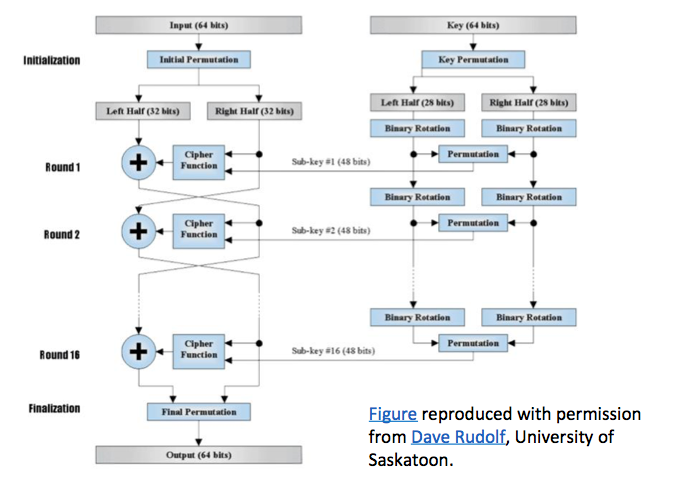 Input (64 bits)
Key (64 bits)
Initialization
Initial Permutation
Key Permutation
Left Half (32 bits)
Right Half (32 bits)
Left Half (28 bits)
Right Half (28 bits)
Binary Rotation
Binary Rotation
Round 1
+
Cipher
Function
Sub-key #1 (48 bits)
Permutation
Binary Rotation
Binary Rotation
Round 2
+
Cipher
Function
Sub-key #2 (48 bits)
Permutation
Binary Rotation
Binary Rotation
Round 16
+
Cipher
Function
Sub-key #16 (48 bits)
Permutation
Finalization
Final Permutation
Output (64 bits)
Figure reproduced with permission
from Dave Rudolf, University of
Saskatoon.